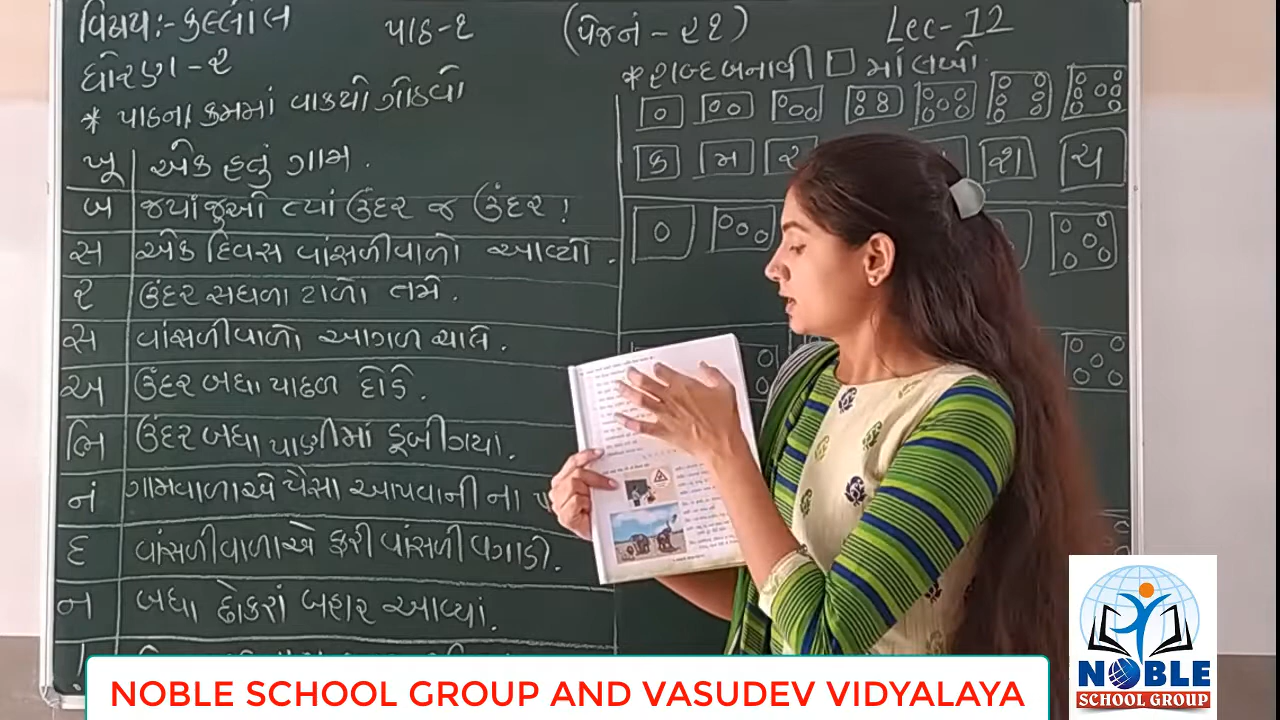 વિષય:- કલ્લોલ
પાઠ-૧
(પેજનં - ૨૧)
Lec-12
ધોરણ - ૨
* પાઠના ક્રમમાં વાક્યો ગોઠવો
ખૂ એક હતું ગામ.
બ જયાં જુઓ ત્યાં ઉંદર જ ઉંદર!
સ એક દિવસ વાંસળીવાળો આવ્યો.
ર ઉંદર સઘળા ટાળો તમે.
સ વાંસળીવાળો આગળ ચાલે.
અ ઉંદર બધા પાછળ દોડે.
ભિ ઉંદર બધા પાણીમાં ડૂબી ગયા.
નં ગામવાળાએ પૈસા આપવાની ના
દ વાંસળીવાળાએ ફરી વાંસળી વગાડી.
ન બધા છોકરાં બહાર આવ્યાં.
!
* શબ્દ બનાવી □ માં લખો.
ક મ ર શ ચ
NOBLE SCHOOL GROUP AND VASUDEV VIDYALAYA
NOBLE
SCHOOL GROUP